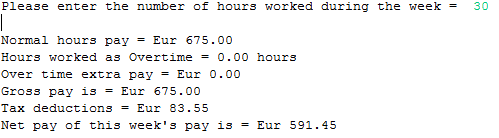 Please enter the number of hours worked during the week = 30
Normal hours pay = Eur 675.00
Hours worked as Overtime = 0.00 hours
Over time extra pay = Eur 0.00
Gross pay is = Eur 675.00
Tax deductions = Eur 83.55
Net pay of this week's pay is = Eur 591.45